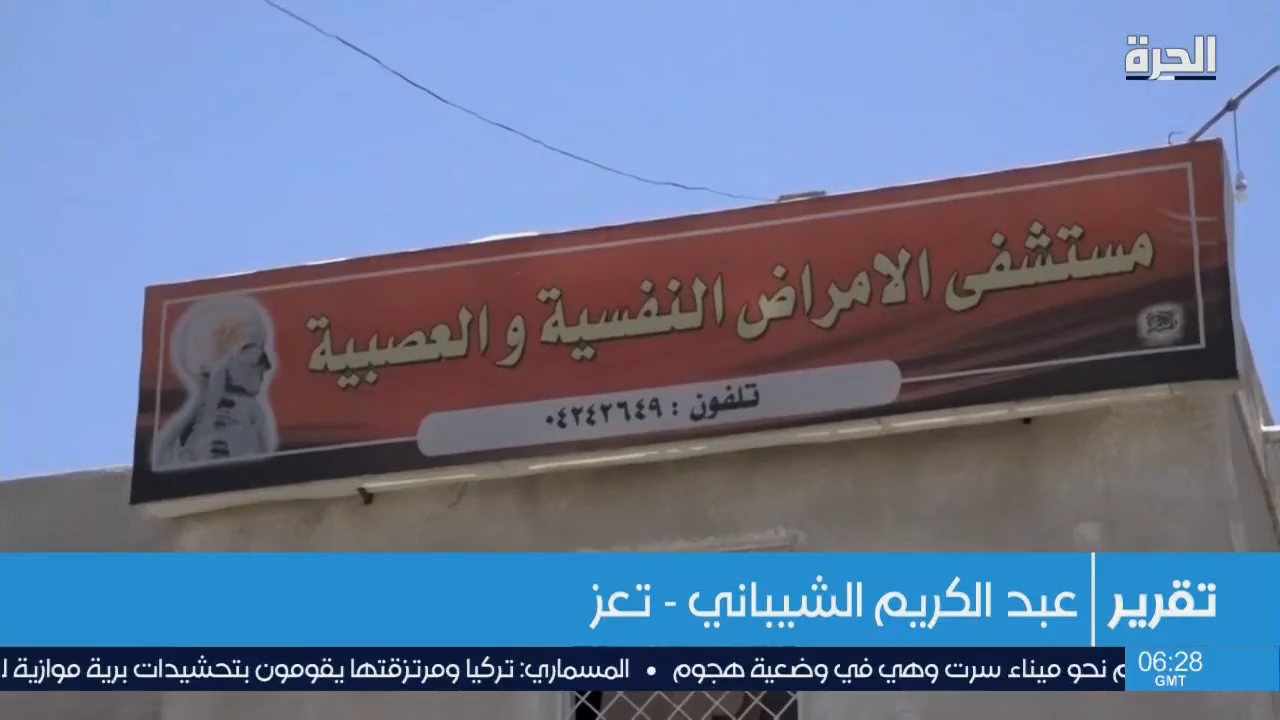 الحرة
مستشفى الامراض النفسية و العصبية
تلفون : ٠٤٢٤٢٦٤٩
تقرير
عبد الكريم الشيباني - تعز
نحو ميناء سرت وهي في وضعية هجوم • المسماري: تركيا ومرتزقتها يقومون بتحشيدات برية موازية
06:28
GMT